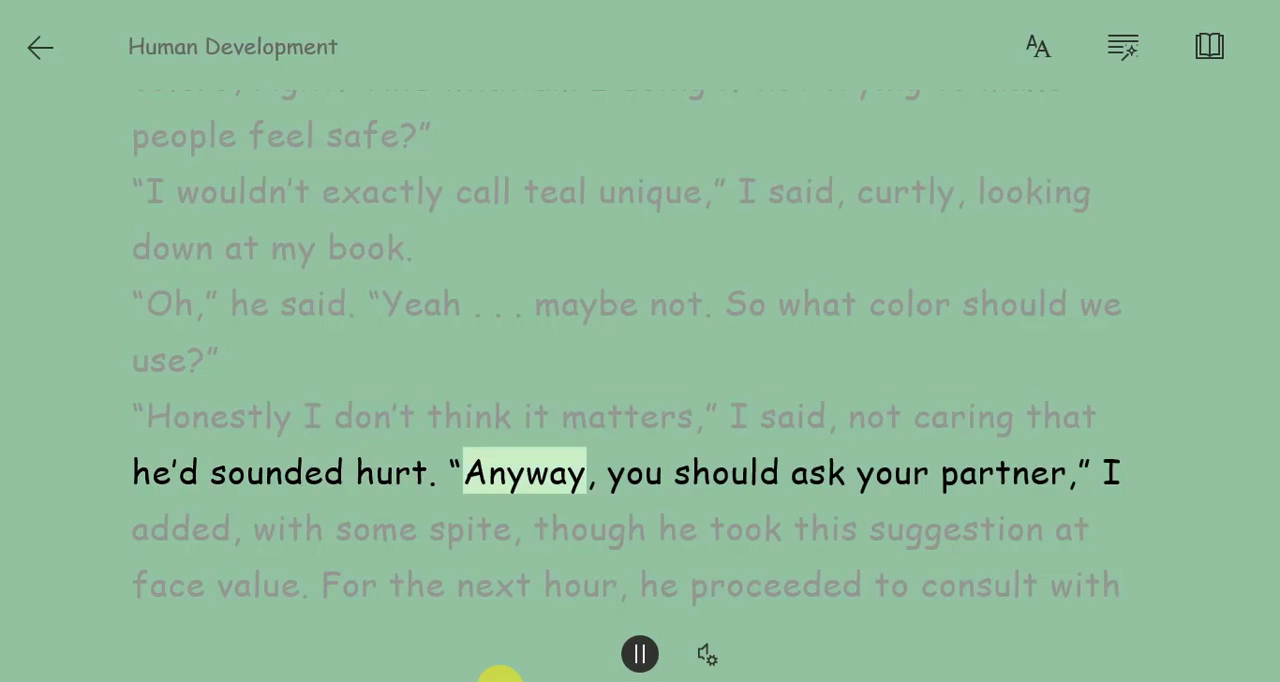 Human Development
people feel safe?”
“I wouldn’t exactly call teal unique,” I said, curtly, looking
down at my book.
“Oh,” he said. “Yeah . . . maybe not. So what color should we
use?”
“Honestly I don’t think it matters,” I said, not caring that
he’d sounded hurt. “Anyway, you should ask your partner,” I
added, with some spite, though he took this suggestion at
face value. For the next hour, he proceeded to consult with